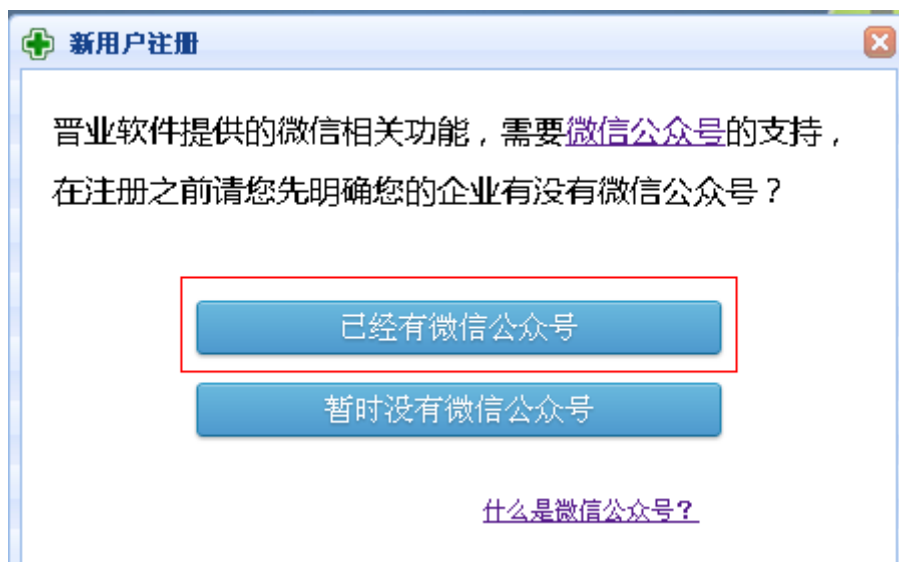 新用户注册
晋业软件提供的微信相关功能，需要微信公众号的支持，
在注册之前请您先明确您的企业有没有微信公众号？
已经有微信公众号
暂时没有微信公众号
什么是微信公众号？